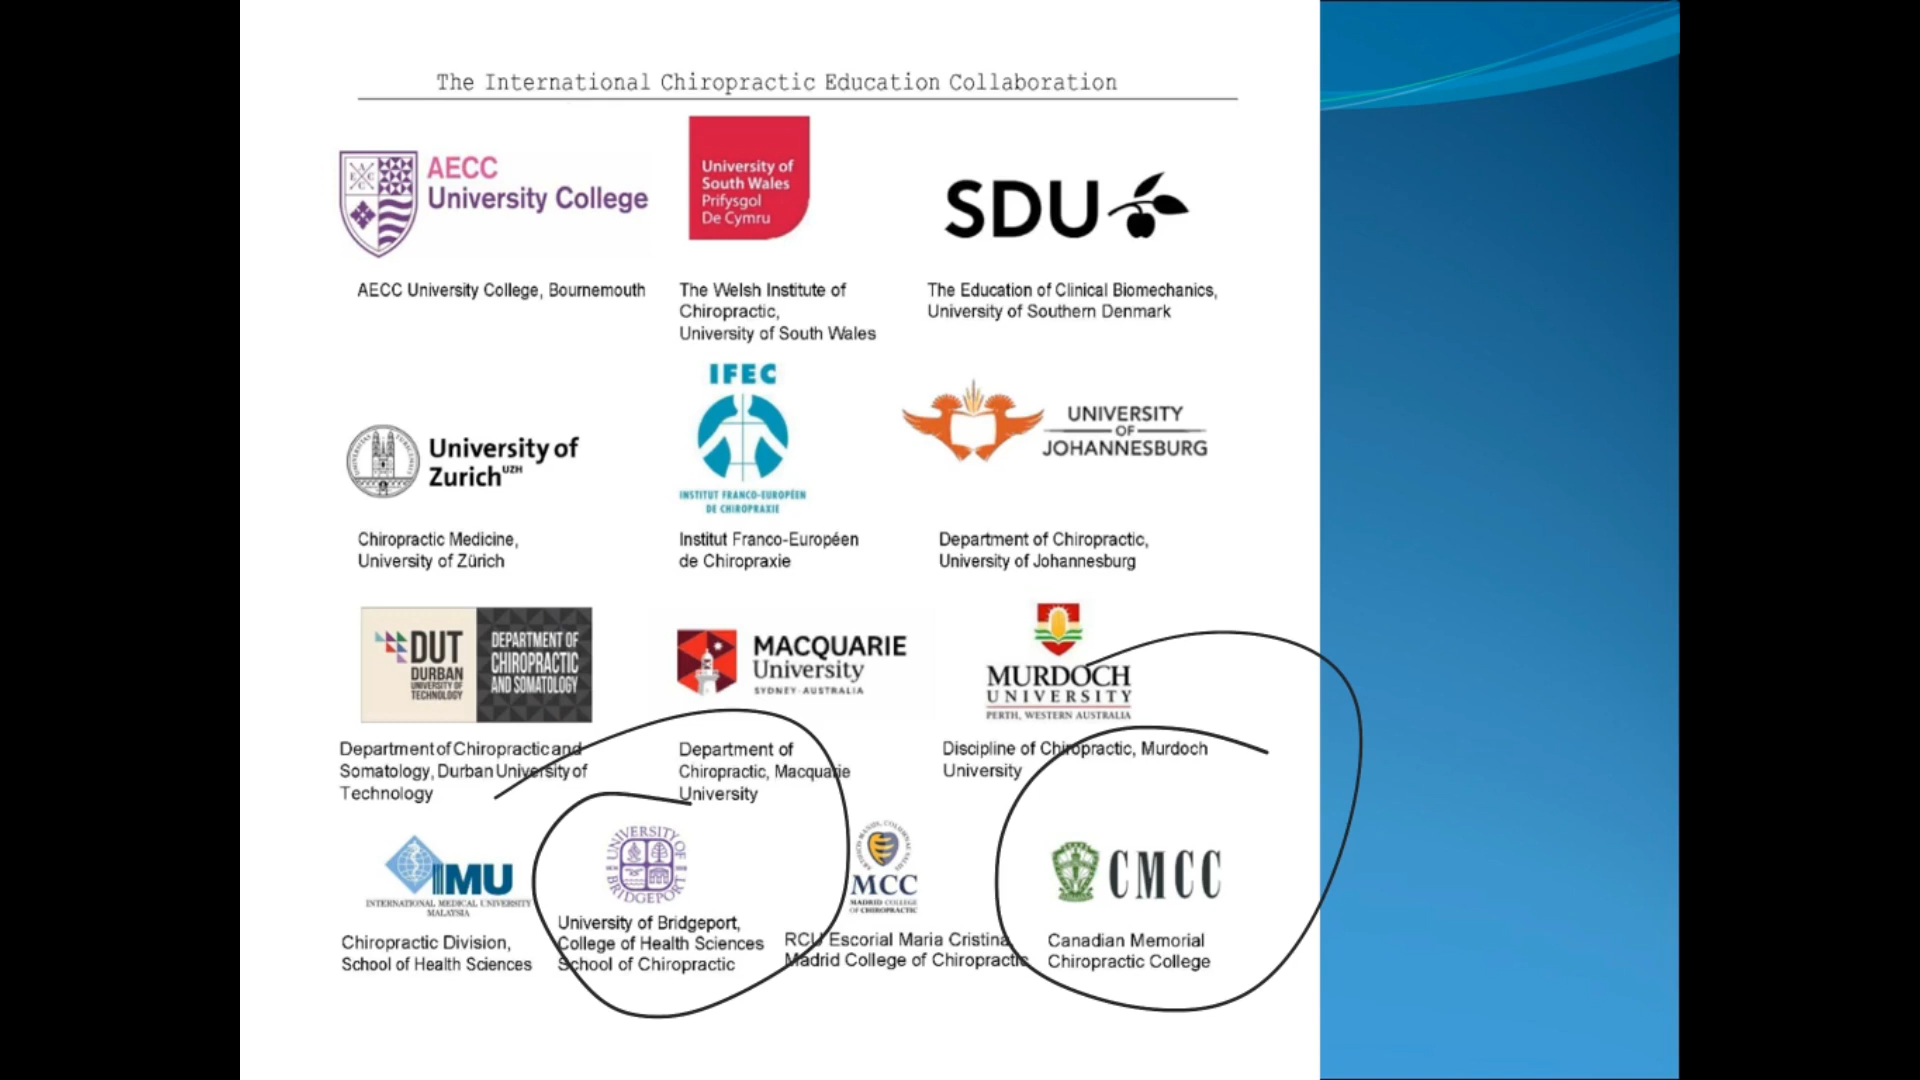 The International Chiropractic Education Collaboration
AECC
University College
AECC University College, Bournemouth
University of
South Wales
Prifysgol
De Cymru
The Welsh Institute of
Chiropractic,
University of South Wales
SDU
The Education of Clinical Biomechanics,
University of Southern Denmark
University of
Zurich UZH
Chiropractic Medicine,
University of Zürich
IFEC
INSTITUT FRANCO-EUROPÉEN
DE CHIROPRAXIE
Institut Franco-Européen
de Chiropraxie
UNIVERSITY
OF
JOHANNESBURG
Department of Chiropractic,
University of Johannesburg
DUT
DURBAN
UNIVERSITY OF
TECHNOLOGY
DEPARTMENT OF
CHIROPRACTIC
AND SOMATOLOGY
Department of Chiropractic and
Somatology, Durban University of
Technology
MACQUARIE
University
SYDNEY-AUSTRALIA
Department of
Chiropractic, Macquarie
University
MURDOCH
UNIVERSITY
PERTH, WESTERN AUSTRALIA
Discipline of Chiropractic, Murdoch
University
IMU
INTERNATIONAL MEDICAL UNIVERSITY
MALAYSIA
Chiropractic Division,
School of Health Sciences
UNIVERSITY OF
BRIDGEPORT
University of Bridgeport,
College of Health Sciences
School of Chiropractic
MCC
MADRID COLLEGE
OF CHIROPRACTIC
RCU Escorial Maria Cristina,
Madrid College of Chiropractic
CMCC
Canadian Memorial
Chiropractic College